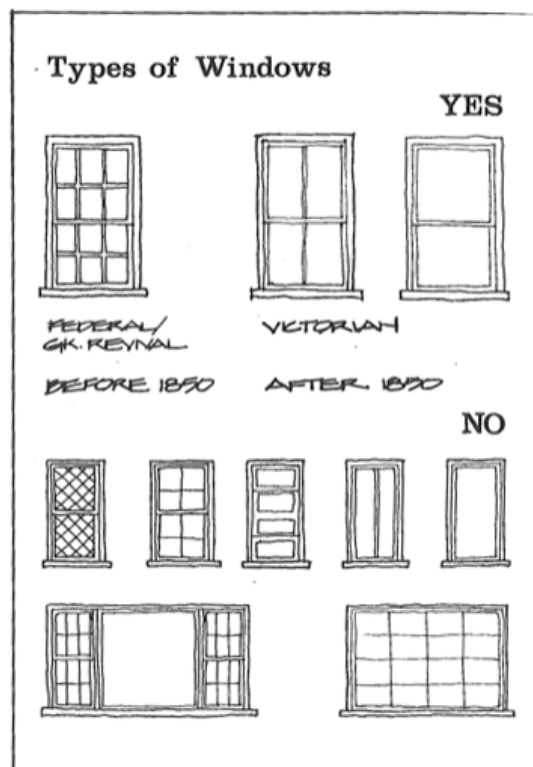 Types of Windows
YES
FEDERAL/
GK. REVIVAL
VICTORIAN
BEFORE 1850
AFTER 1850
NO